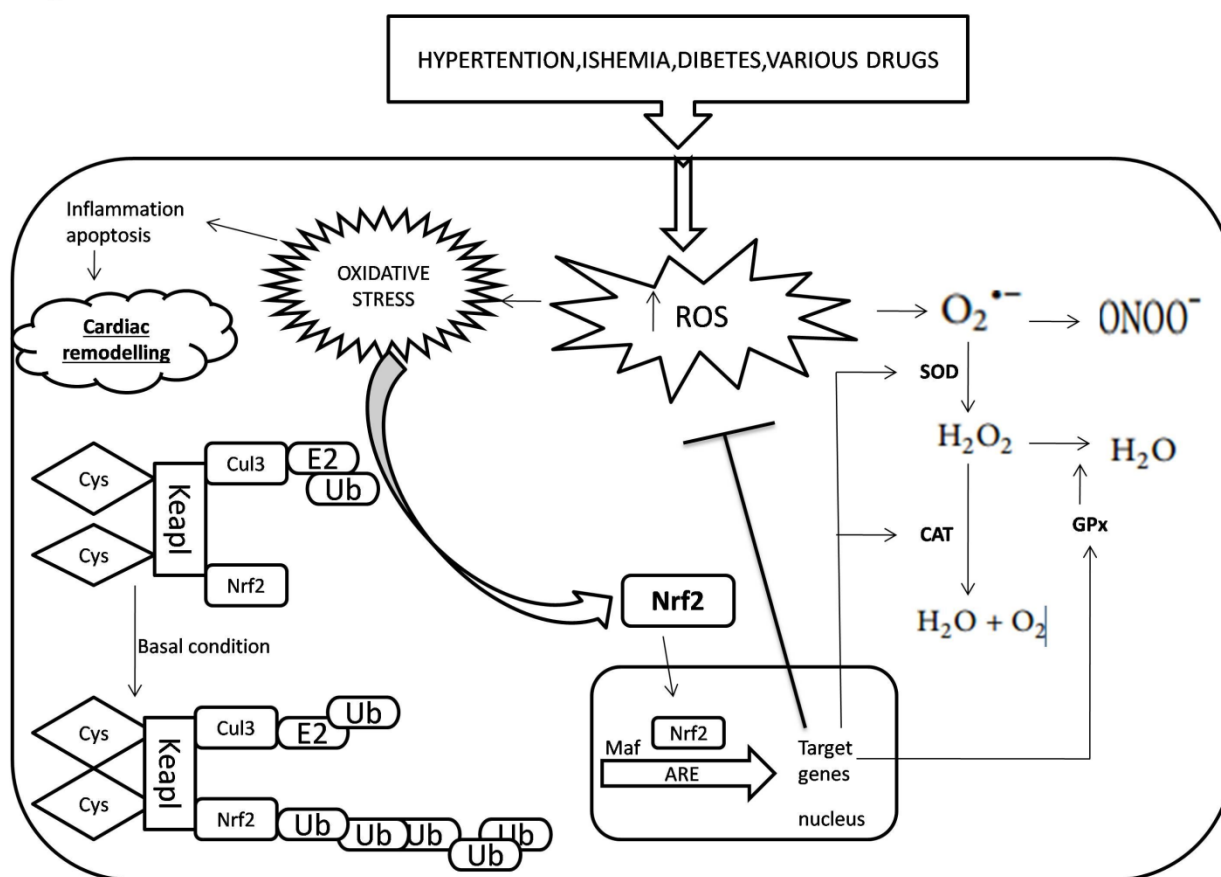 HYPERTENTION,ISHEMIA,DIBETES,VARIOUS DRUGS
Inflammation
apoptosis
OXIDATIVE
STRESS
ROS
O₂•⁻
ONOO⁻
Cardiac
remodelling
SOD
H₂O₂
H₂O
Cys
Cys
Keapl
Cul3
E2
Ub
Nrf2
CAT
GPx
H₂O + O₂
Nrf2
Basal condition
Cys
Cys
Keapl
Cul3
E2
Ub
Nrf2
Ub
Ub
Ub
Ub
Ub
Maf
Nrf2
ARE
Target
genes
nucleus